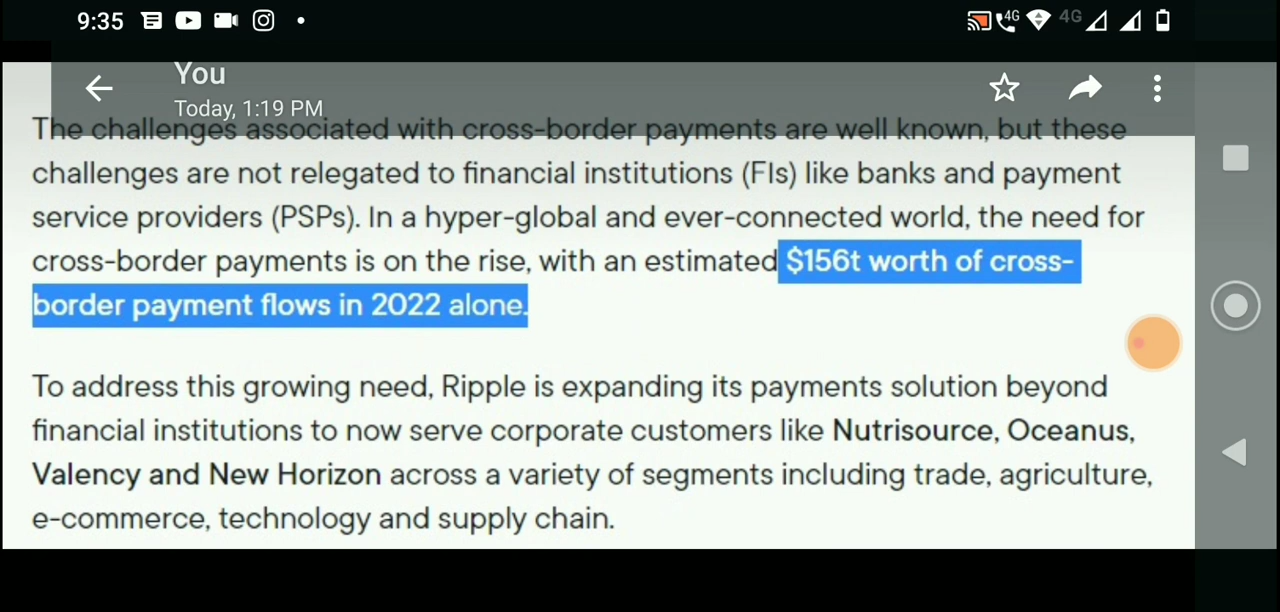 9:35
4G
4G
You
Today, 1:19 PM
The challenges associated with cross-border payments are well known, but these
challenges are not relegated to financial institutions (FIs) like banks and payment
service providers (PSPs). In a hyper-global and ever-connected world, the need for
cross-border payments is on the rise, with an estimated $156t worth of cross-
border payment flows in 2022 alone.
To address this growing need, Ripple is expanding its payments solution beyond
financial institutions to now serve corporate customers like Nutrisource, Oceanus,
Valency and New Horizon across a variety of segments including trade, agriculture,
e-commerce, technology and supply chain.